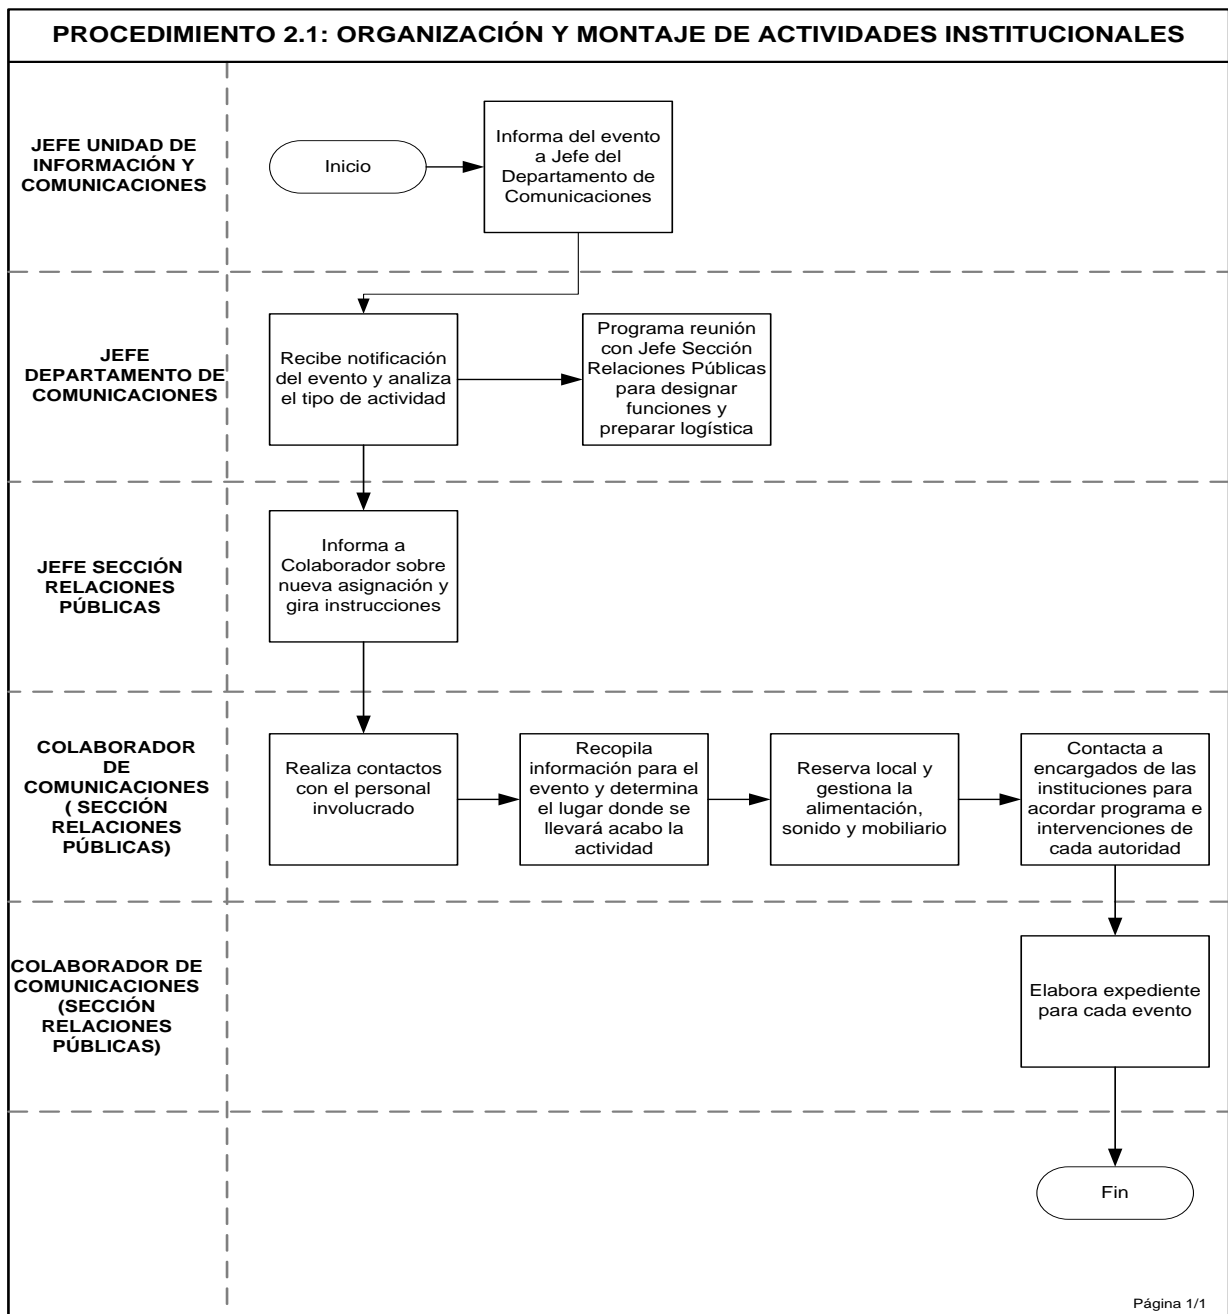 PROCEDIMIENTO 2.1: ORGANIZACIÓN Y MONTAJE DE ACTIVIDADES INSTITUCIONALES
JEFE UNIDAD DE
INFORMACIÓN Y
COMUNICACIONES
Inicio
Informa del evento
a Jefe del
Departamento de
Comunicaciones
JEFE
DEPARTAMENTO DE
COMUNICACIONES
Recibe notificación
del evento y analiza
el tipo de actividad
Programa reunión
con Jefe Sección
Relaciones Públicas
para designar
funciones y
preparar logística
JEFE SECCIÓN
RELACIONES
PÚBLICAS
Informa a
Colaborador sobre
nueva asignación y
gira instrucciones
COLABORADOR
DE
COMUNICACIONES
( SECCIÓN
RELACIONES
PÚBLICAS)
Realiza contactos
con el personal
involucrado
Recopila
información para el
evento y determina
el lugar donde se
llevará acabo la
actividad
Reserva local y
gestiona la
alimentación,
sonido y mobiliario
Contacta a
encargados de las
instituciones para
acordar programa e
intervenciones de
cada autoridad
COLABORADOR DE
COMUNICACIONES
(SECCIÓN
RELACIONES
PÚBLICAS)
Elabora expediente
para cada evento
Fin
Página 1/1